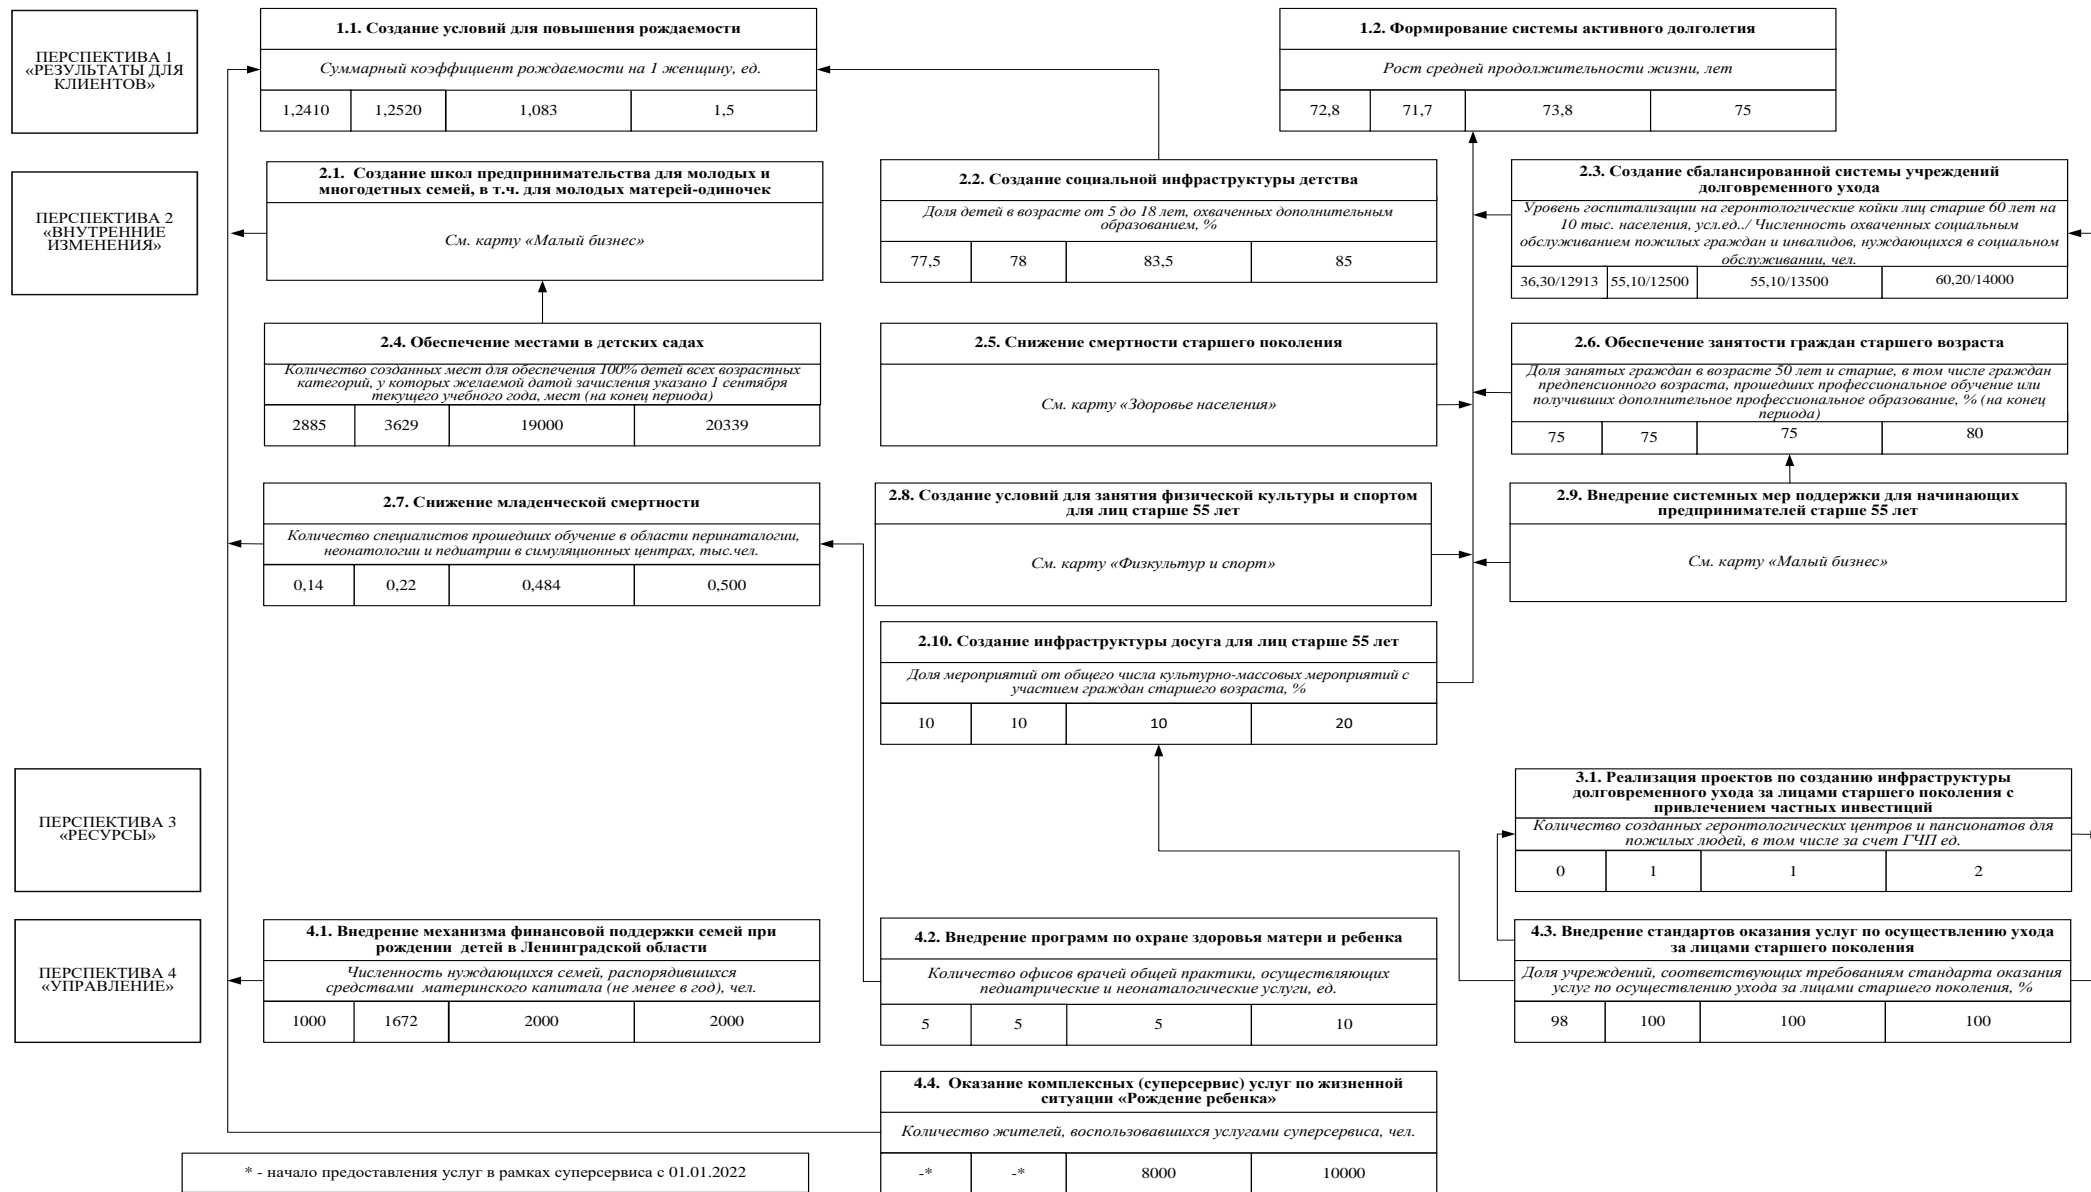 ПЕРСПЕКТИВА 1
«РЕЗУЛЬТАТЫ ДЛЯ
КЛИЕНТОВ»
1.1. Создание условий для повышения рождаемости
Суммарный коэффициент рождаемости на 1 женщину, ед.
1,2410 1,2520 1,083 1,5
1.2. Формирование системы активного долголетия
Рост средней продолжительности жизни, лет
72,8 71,7 73,8 75
ПЕРСПЕКТИВА 2
«ВНУТРЕННИЕ
ИЗМЕНЕНИЯ»
2.1. Создание школ предпринимательства для молодых и
многодетных семей, в т.ч. для молодых матерей-одиночек
См. карту «Малый бизнес»
2.2. Создание социальной инфраструктуры детства
Доля детей в возрасте от 5 до 18 лет, охваченных дополнительным
образованием, %
77,5 78 83,5 85
2.3. Создание сбалансированной системы учреждений
долговременного ухода
Уровень госпитализации на геронтологические койки лиц старше 60 лет на
10 тыс. населения, усл.ед../ Численность охваченных социальным
обслуживанием пожилых граждан и инвалидов, нуждающихся в социальном
обслуживании, чел.
36,30/12913 55,10/12500 55,10/13500 60,20/14000
2.4. Обеспечение местами в детских садах
Количество созданных мест для обеспечения 100% детей всех возрастных
категорий, у которых желаемой датой зачисления указано 1 сентября
текущего учебного года, мест (на конец периода)
2885 3629 19000 20339
2.5. Снижение смертности старшего поколения
См. карту «Здоровье населения»
2.6. Обеспечение занятости граждан старшего возраста
Доля занятых граждан в возрасте 50 лет и старше, в том числе граждан
предпенсионного возраста, прошедших профессиональное обучение или
получивших дополнительное профессиональное образование, % (на конец
периода)
75 75 75 80
2.7. Снижение младенческой смертности
Количество специалистов прошедших обучение в области перинаталогии,
неонатологии и педиатрии в симуляционных центрах, тыс.чел.
0,14 0,22 0,484 0,500
2.8. Создание условий для занятия физической культуры и спортом
для лиц старше 55 лет
См. карту «Физкультур и спорт»
2.9. Внедрение системных мер поддержки для начинающих
предпринимателей старше 55 лет
См. карту «Малый бизнес»
2.10. Создание инфраструктуры досуга для лиц старше 55 лет
Доля мероприятий от общего числа культурно-массовых мероприятий с
участием граждан старшего возраста, %
10 10 10 20
ПЕРСПЕКТИВА 3
«РЕСУРСЫ»
3.1. Реализация проектов по созданию инфраструктуры
долговременного ухода за лицами старшего поколения с
привлечением частных инвестиций
Количество созданных геронтологических центров и пансионатов для
пожилых людей, в том числе за счет ГЧП ед.
0 1 1 2
ПЕРСПЕКТИВА 4
«УПРАВЛЕНИЕ»
4.1. Внедрение механизма финансовой поддержки семей при
рождении детей в Ленинградской области
Численность нуждающихся семей, распорядившихся
средствами материнского капитала (не менее в год), чел.
1000 1672 2000 2000
4.2. Внедрение программ по охране здоровья матери и ребенка
Количество офисов врачей общей практики, осуществляющих
педиатрические и неонаталогические услуги, ед.
5 5 5 10
4.3. Внедрение стандартов оказания услуг по осуществлению ухода
за лицами старшего поколения
Доля учреждений, соответствующих требованиям стандарта оказания
услуг по осуществлению ухода за лицами старшего поколения, %
98 100 100 100
4.4. Оказание комплексных (суперсервис) услуг по жизненной
ситуации «Рождение ребенка»
Количество жителей, воспользовавшихся услугами суперсервиса, чел.
-* -* 8000 10000
* - начало предоставления услуг в рамках суперсервиса с 01.01.2022